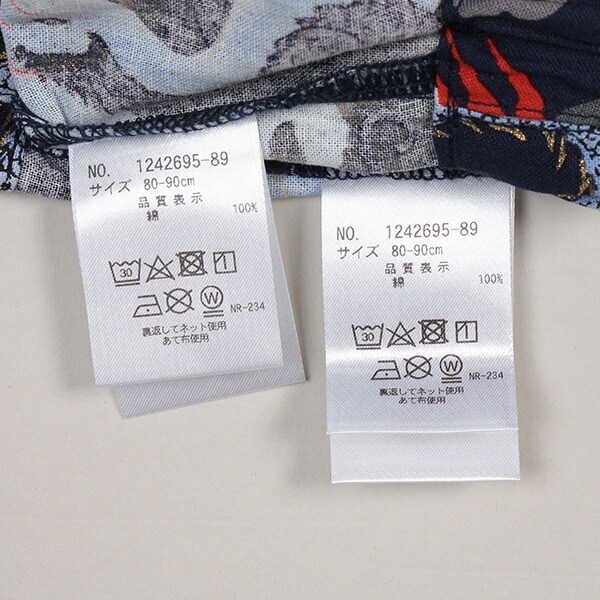 NO. 1242695-89
サイズ 80-90cm
品質表示
綿 100%
30
W
NR-234
裏返してネット使用
あて布使用
NO. 1242695-89
サイズ 80-90cm
品質表示
綿 100%
30
W
NR-234
裏返してネット使用
あて布使用